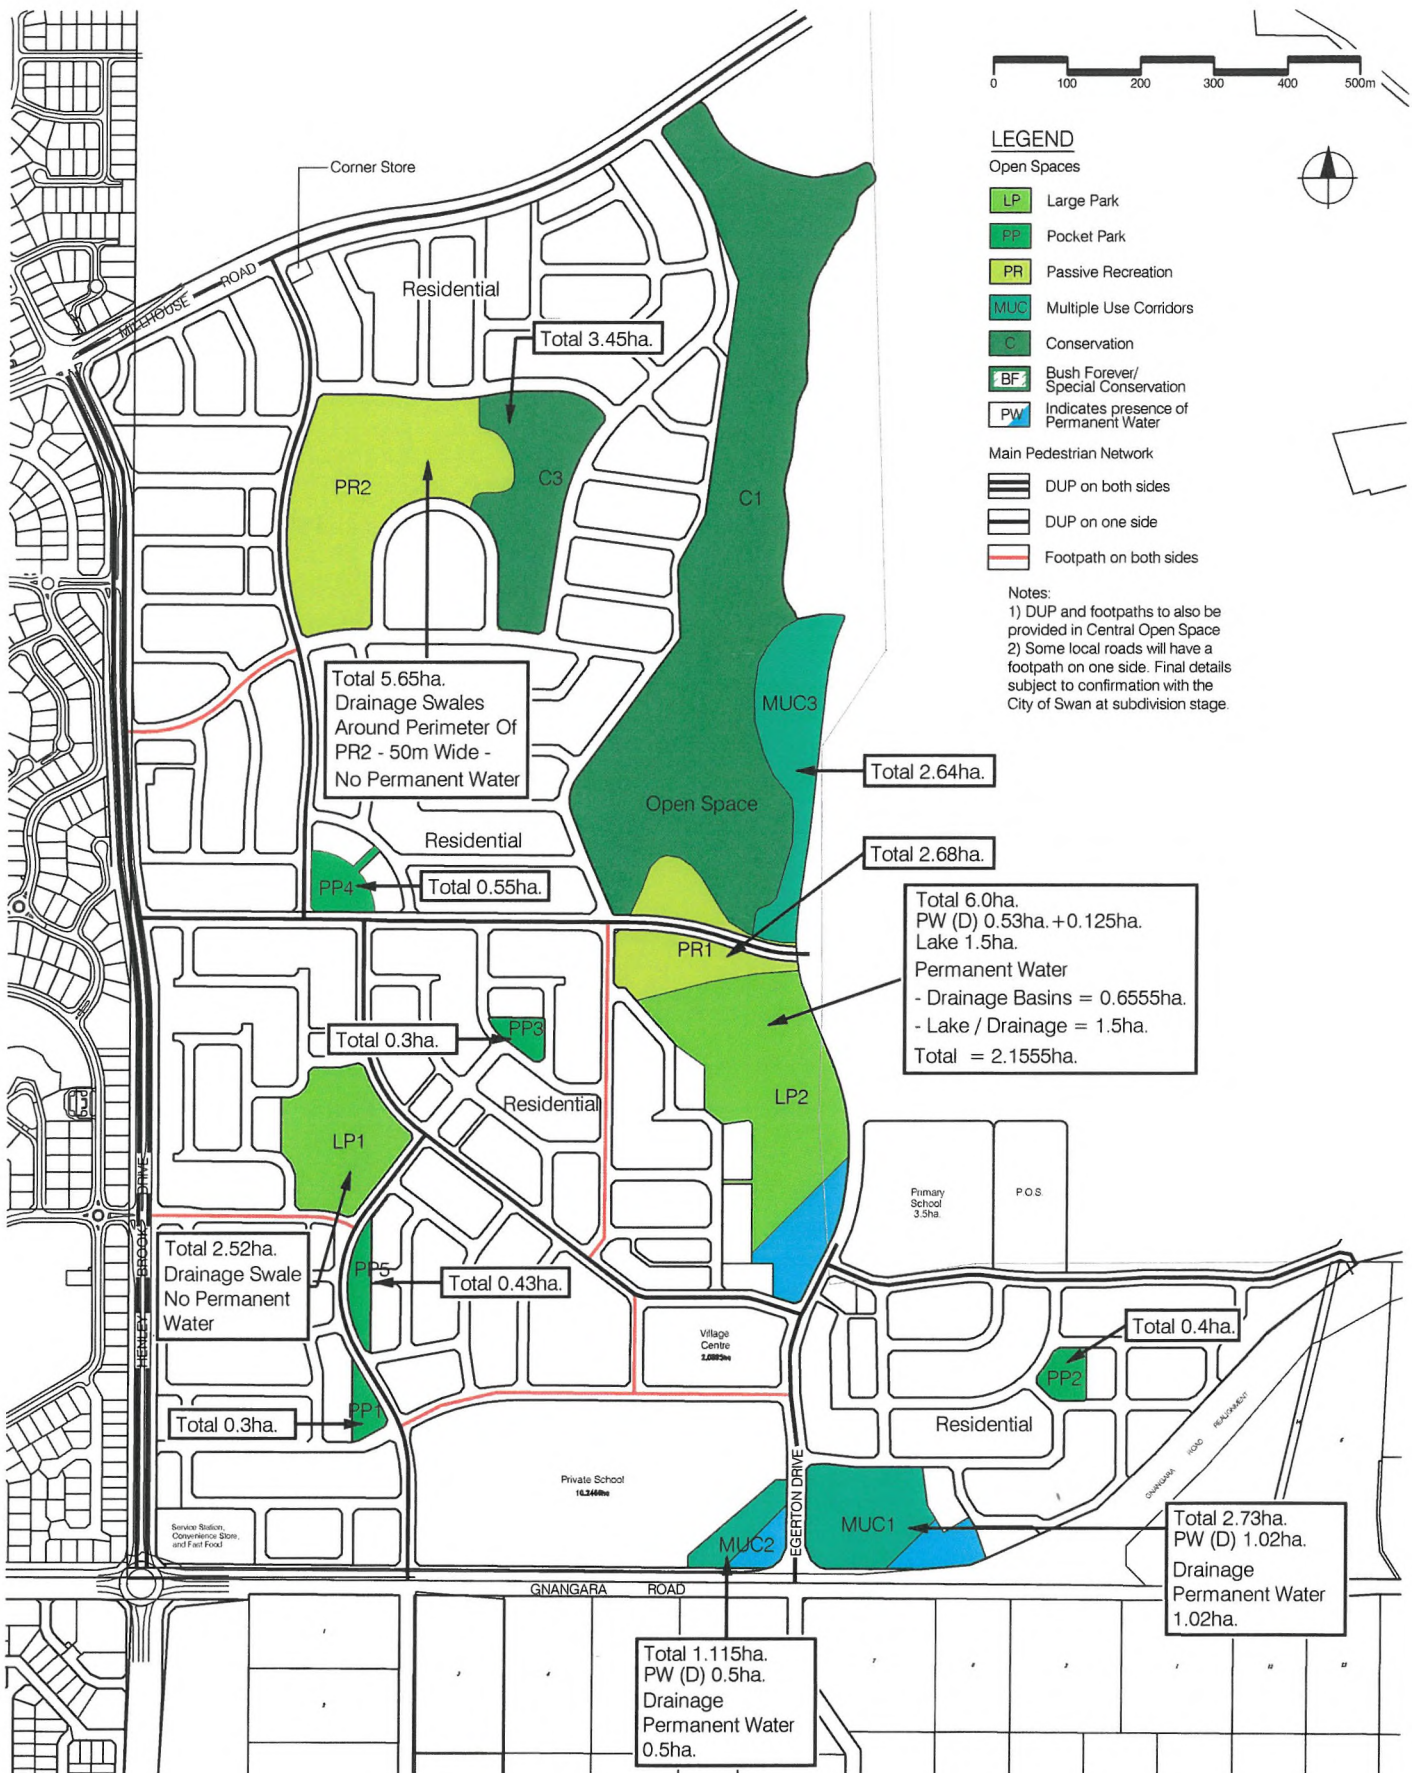 0 100 200 300 400 500m
LEGEND
Open Spaces
LP Large Park
PP Pocket Park
PR Passive Recreation
MUC Multiple Use Corridors
C Conservation
BF Bush Forever/
Special Conservation
PW Indicates presence of
Permanent Water
Main Pedestrian Network
DUP on both sides
DUP on one side
Footpath on both sides
Notes:
1) DUP and footpaths to also be
provided in Central Open Space
2) Some local roads will have a
footpath on one side. Final details
subject to confirmation with the
City of Swan at subdivision stage.
Corner Store
MILLHOUSE ROAD
Residential
Total 3.45ha.
PR2
C3
C1
Total 5.65ha.
Drainage Swales
Around Perimeter Of
PR2 - 50m Wide -
No Permanent Water
MUC3
Total 2.64ha.
Open Space
Residential
Total 2.68ha.
PP4
Total 0.55ha.
Total 6.0ha.
PW (D) 0.53ha.+0.125ha.
Lake 1.5ha.
Permanent Water
- Drainage Basins = 0.6555ha.
- Lake / Drainage = 1.5ha.
Total = 2.1555ha.
PR1
PP3
Total 0.3ha.
Residential
LP2
LP1
Primary
School
3.5ha.
P.O.S.
HENLEY BROOK DRIVE
Total 2.52ha.
Drainage Swale
No Permanent
Water
PP5
Total 0.43ha.
Village
Centre
Total 0.4ha.
PP2
PP1
Total 0.3ha.
Residential
GNANGARA ROAD REALIGNMENT
Private School
EGERTON DRIVE
MUC1
MUC2
Service Station,
Convenience Store,
and Fast Food
Total 2.73ha.
PW (D) 1.02ha.
Drainage
Permanent Water
1.02ha.
GNANGARA ROAD
Total 1.115ha.
PW (D) 0.5ha.
Drainage
Permanent Water
0.5ha.